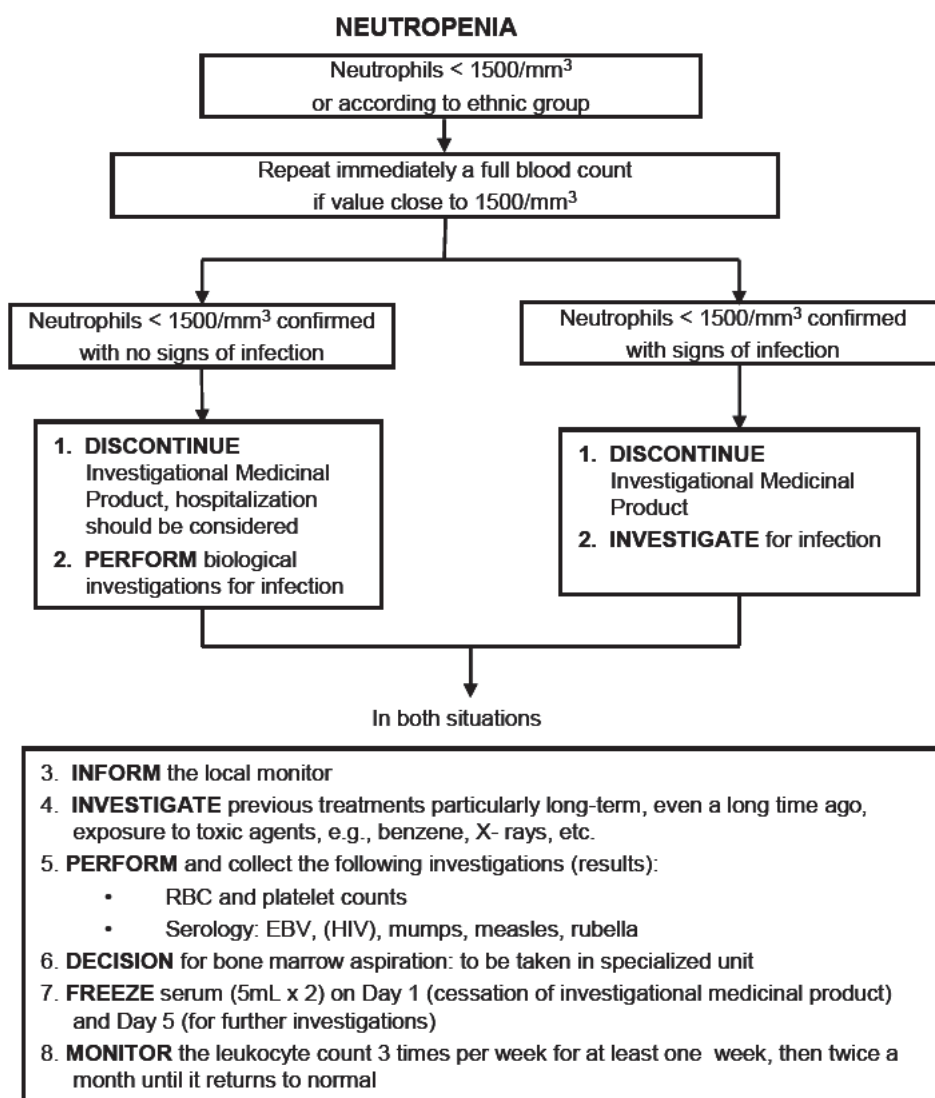 NEUTROPENIA
Neutrophils < 1500/mm³
or according to ethnic group
Repeat immediately a full blood count
if value close to 1500/mm³
Neutrophils < 1500/mm³ confirmed
with no signs of infection
Neutrophils < 1500/mm³ confirmed
with signs of infection
1. DISCONTINUE
Investigational Medicinal
Product, hospitalization
should be considered
2. PERFORM biological
investigations for infection
1. DISCONTINUE
Investigational Medicinal
Product
2. INVESTIGATE for infection
In both situations
3. INFORM the local monitor
4. INVESTIGATE previous treatments particularly long-term, even a long time ago,
exposure to toxic agents, e.g., benzene, X- rays, etc.
5. PERFORM and collect the following investigations (results):
• RBC and platelet counts
• Serology: EBV, (HIV), mumps, measles, rubella
6. DECISION for bone marrow aspiration: to be taken in specialized unit
7. FREEZE serum (5mL x 2) on Day 1 (cessation of investigational medicinal product)
and Day 5 (for further investigations)
8. MONITOR the leukocyte count 3 times per week for at least one week, then twice a
month until it returns to normal